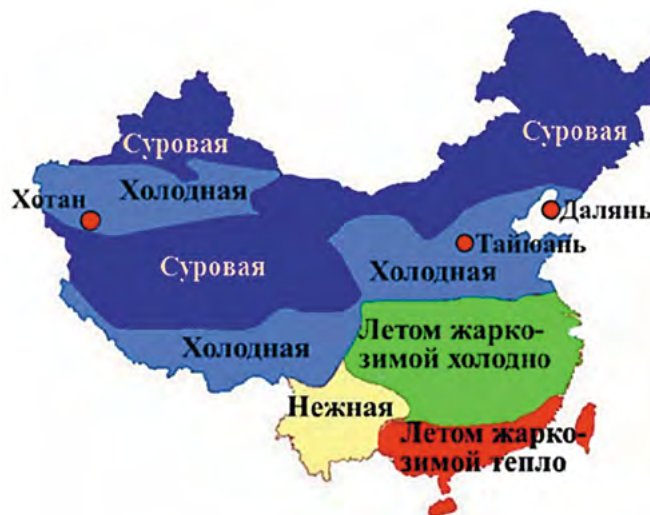 Суровая
Суровая
Холодная
Хотан
Далянь
Тайюань
Суровая
Холодная
Холодная
Летом жарко-
зимой холодно
Нежная
Летом жарко-
зимой тепло